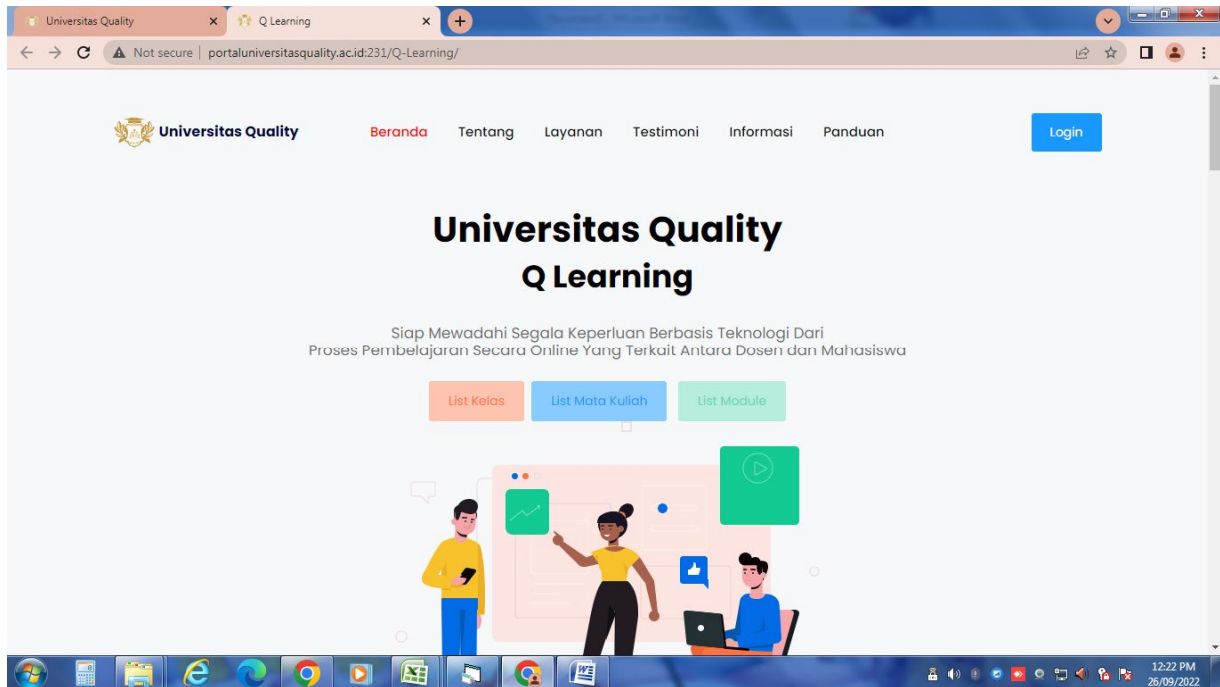 Universitas Quality
Q Learning
Not secure | portaluniversitasquality.ac.id:231/Q-Learning/
Universitas Quality
Beranda Tentang Layanan Testimoni Informasi Panduan
Login
Universitas Quality
Q Learning
Siap Mewadahi Segala Keperluan Berbasis Teknologi Dari
Proses Pembelajaran Secara Online Yang Terkait Antara Dosen dan Mahasiswa
List Kelas List Mata Kuliah List Module
12:22 PM
26/09/2022